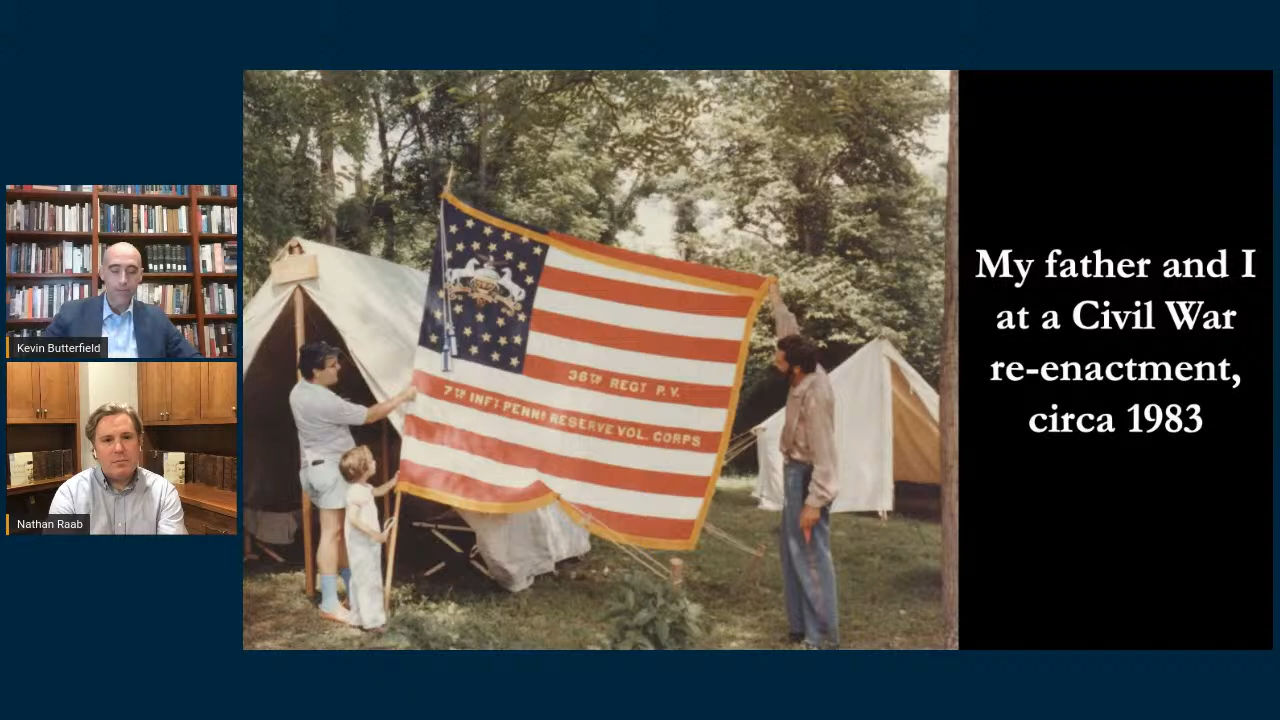 Kevin Butterfield
Nathan Raab
36TH REGT P.V.
7TH INFT PENNS RESERVE VOL. CORPS
My father and I
at a Civil War
re-enactment,
circa 1983